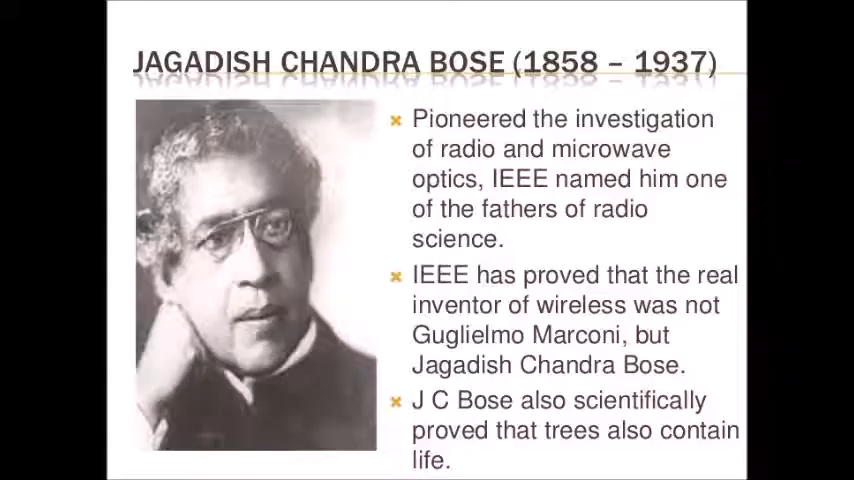 JAGADISH CHANDRA BOSE (1858 – 1937)
Pioneered the investigation
of radio and microwave
optics, IEEE named him one
of the fathers of radio
science.
IEEE has proved that the real
inventor of wireless was not
Guglielmo Marconi, but
Jagadish Chandra Bose.
J C Bose also scientifically
proved that trees also contain
life.